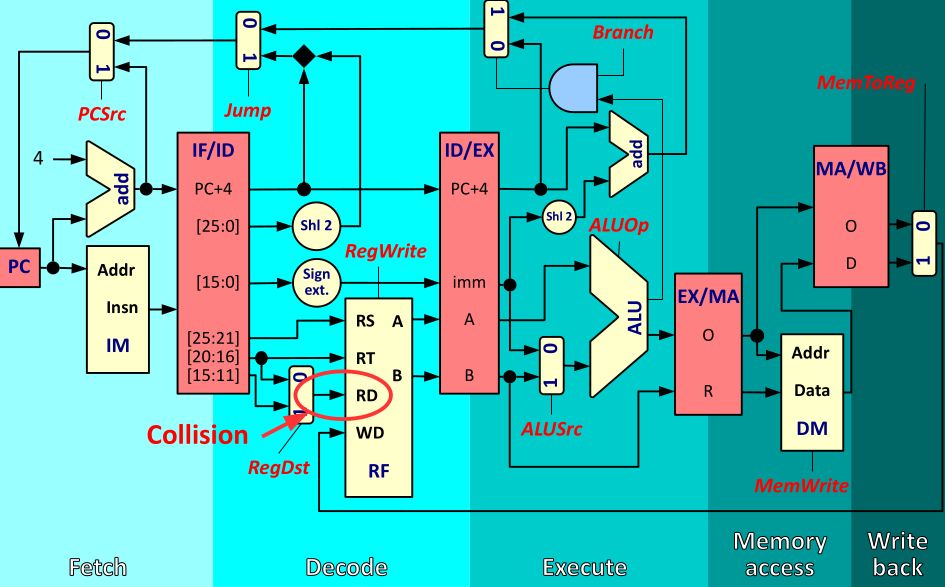 1
0
Branch
0
1
PCSrc
0
1
Jump
MemToReg
4
add
IF/ID
PC+4
[25:0]
[15:0]
[25:21]
[20:16]
[15:11]
Shl 2
Sign
ext.
RegWrite
ID/EX
PC+4
imm
A
B
add
Shl 2
ALUOp
ALU
MA/WB
O
D
0
1
PC
Addr
Insn
IM
RS A
RT
B
RD
WD
RF
0
1
Collision
RegDst
0
1
ALUSrc
EX/MA
O
R
Addr
Data
DM
MemWrite
Fetch
Decode
Execute
Memory
access
Write
back